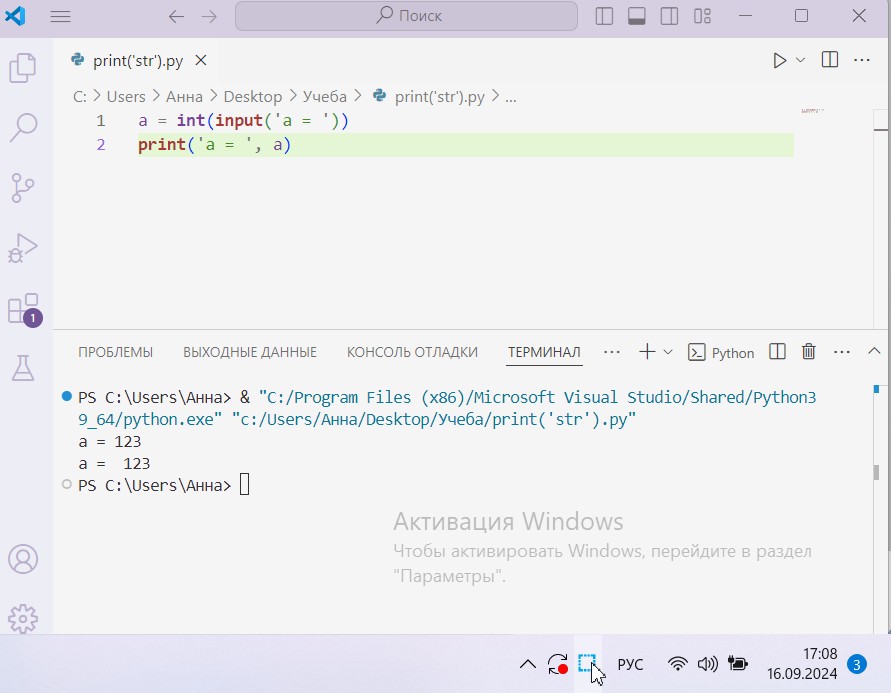 Поиск
print('str').py
C: > Users > Анна > Desktop > Учеба > print('str').py > ...
1 a = int(input('a = '))
2 print('a = ', a)
1
ПРОБЛЕМЫ ВЫХОДНЫЕ ДАННЫЕ КОНСОЛЬ ОТЛАДКИ ТЕРМИНАЛ ... Python ...
PS C:\Users\Анна> & "C:/Program Files (x86)/Microsoft Visual Studio/Shared/Python3
9_64/python.exe" "c:/Users/Анна/Desktop/Учеба/print('str').py"
a = 123
a =  123
PS C:\Users\Анна>
Активация Windows
Чтобы активировать Windows, перейдите в раздел
"Параметры".
РУС 17:08
16.09.2024 3